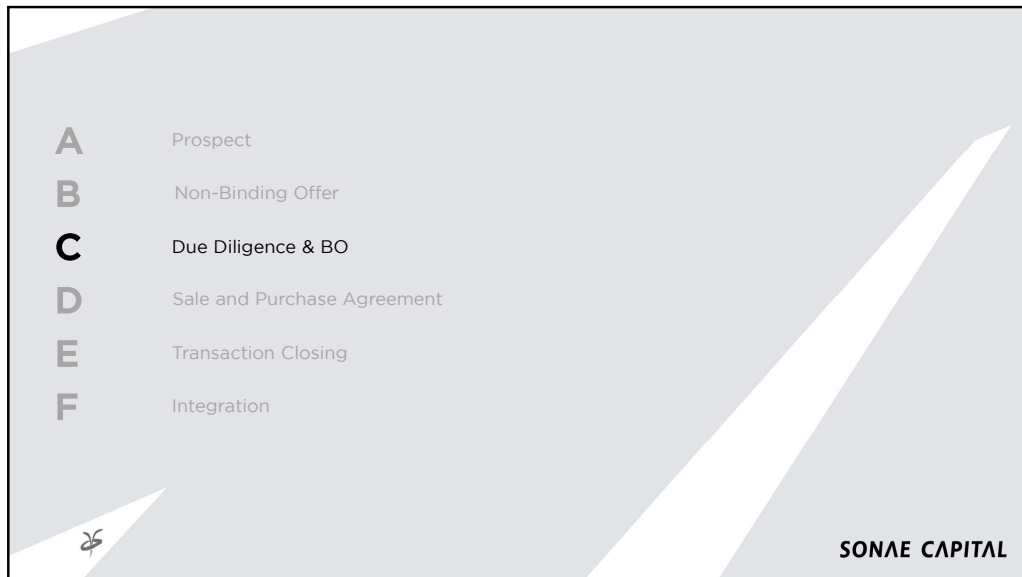 A Prospect
B Non-Binding Offer
C Due Diligence & BO
D Sale and Purchase Agreement
E Transaction Closing
F Integration
SONAE CAPITAL